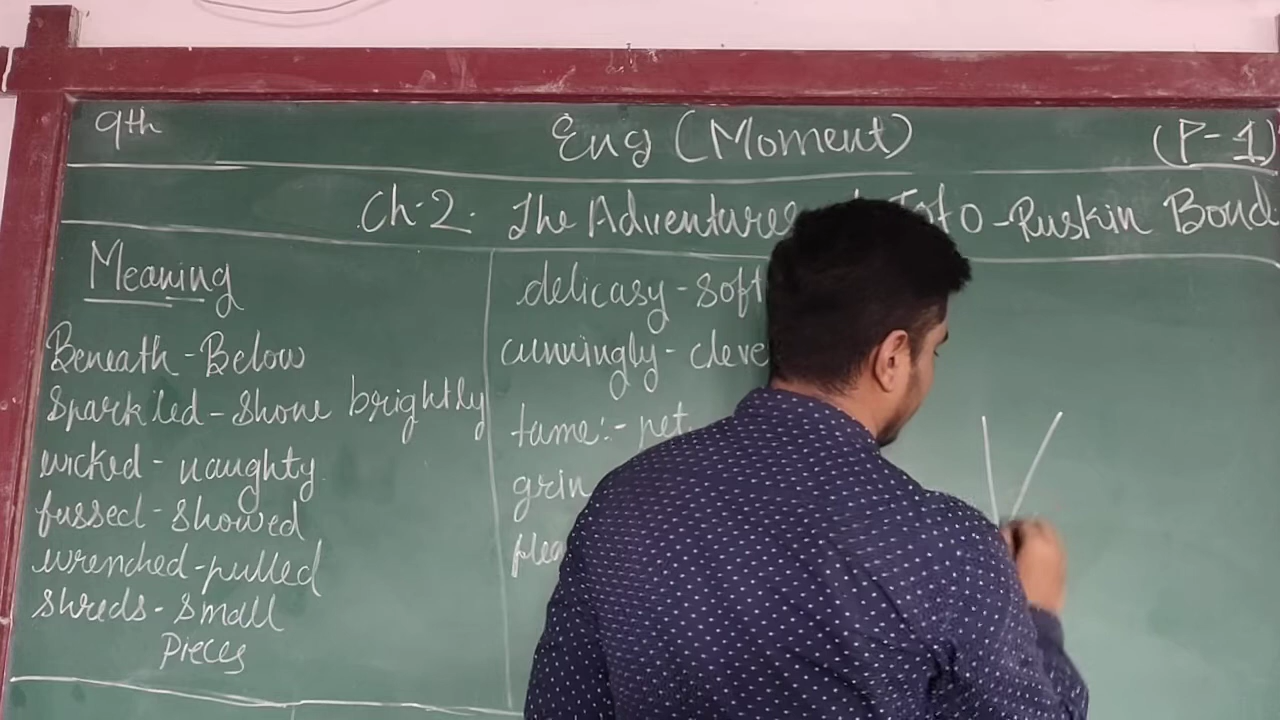 9th Eng (Moment) (P-1)
Ch-2. The Adventures Toto - Ruskin Bond
Meaning
Beneath - Below
Sparkled - Shone brightly
wicked - naughty
fussed - Showed
wrenched - pulled
Shreds - Small
Pieces
delicasy - Soft
cunningly - cleve
tame:- pet
grin
plea